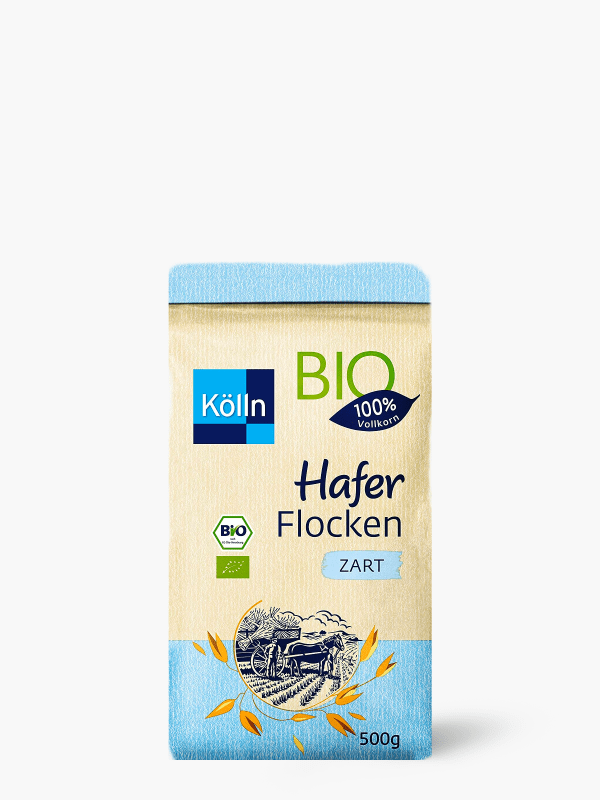 BIO
Kölln
100%
Vollkorn
Hafer
Flocken
Bio
ZART
500g